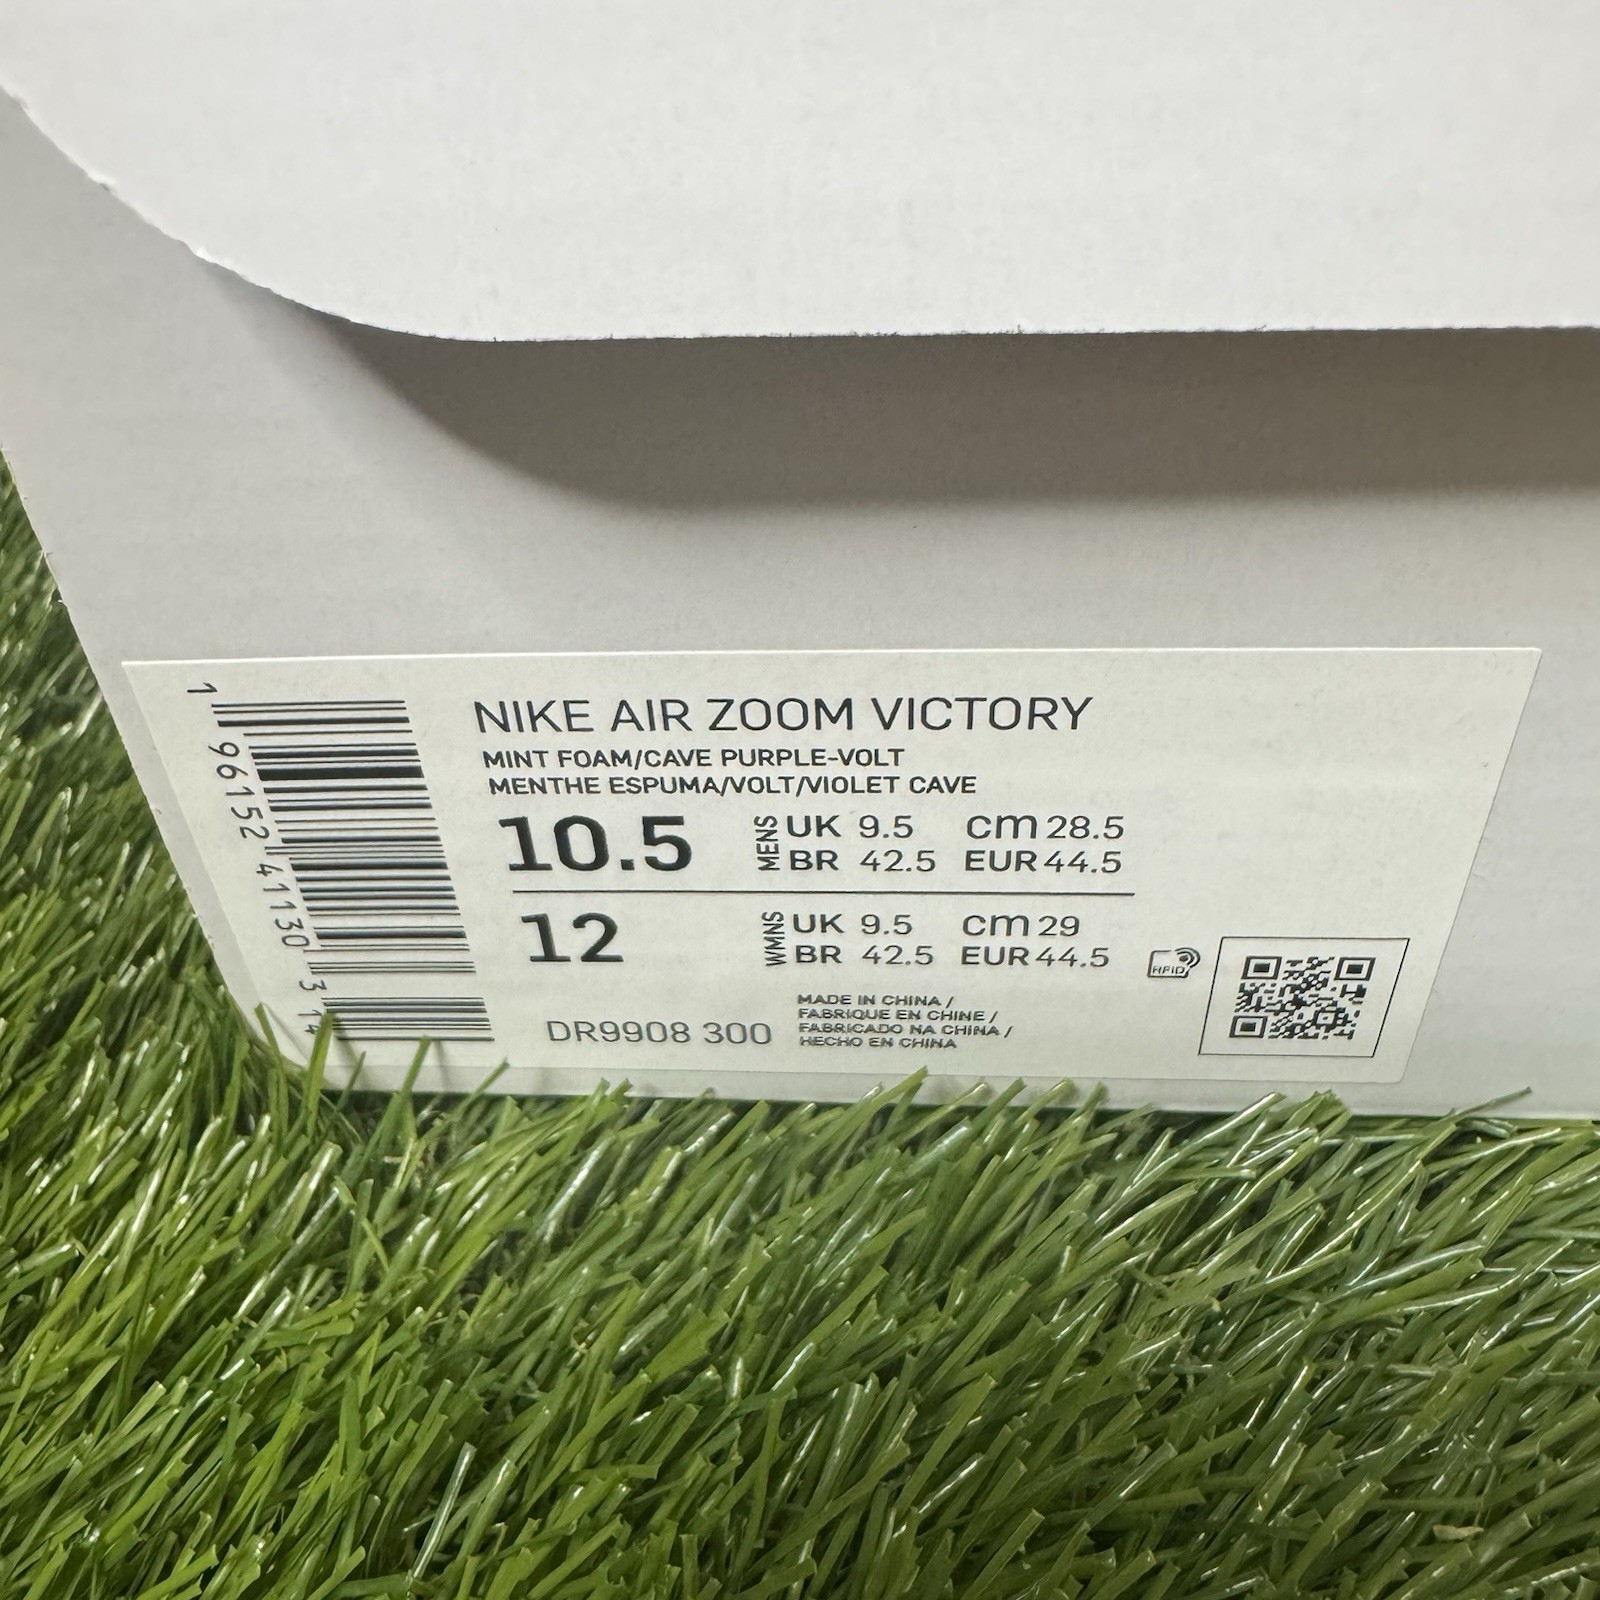 NIKE AIR ZOOM VICTORY
MINT FOAM/CAVE PURPLE-VOLT
MENTHE ESPUMA/VOLT/VIOLET CAVE
10.5 MENS UK 9.5 cm 28.5
BR 42.5 EUR 44.5
12 WMNS UK 9.5 cm 29
BR 42.5 EUR 44.5
RFID
DR9908 300
MADE IN CHINA /
FABRIQUE EN CHINE /
FABRICADO NA CHINA /
HECHO EN CHINA
1 96152 41130 3 14